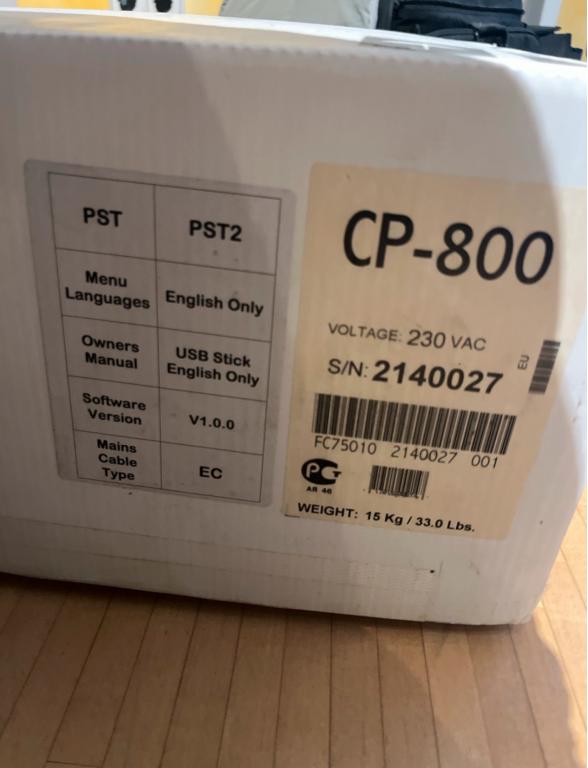 PST PST2
Menu Languages English Only
Owners Manual USB Stick English Only
Software Version V1.0.0
Mains Cable Type EC
CP-800
VOLTAGE: 230 VAC
S/N: 2140027
EU
FC75010 2140027 001
AR 46
WEIGHT: 15 Kg / 33.0 Lbs.